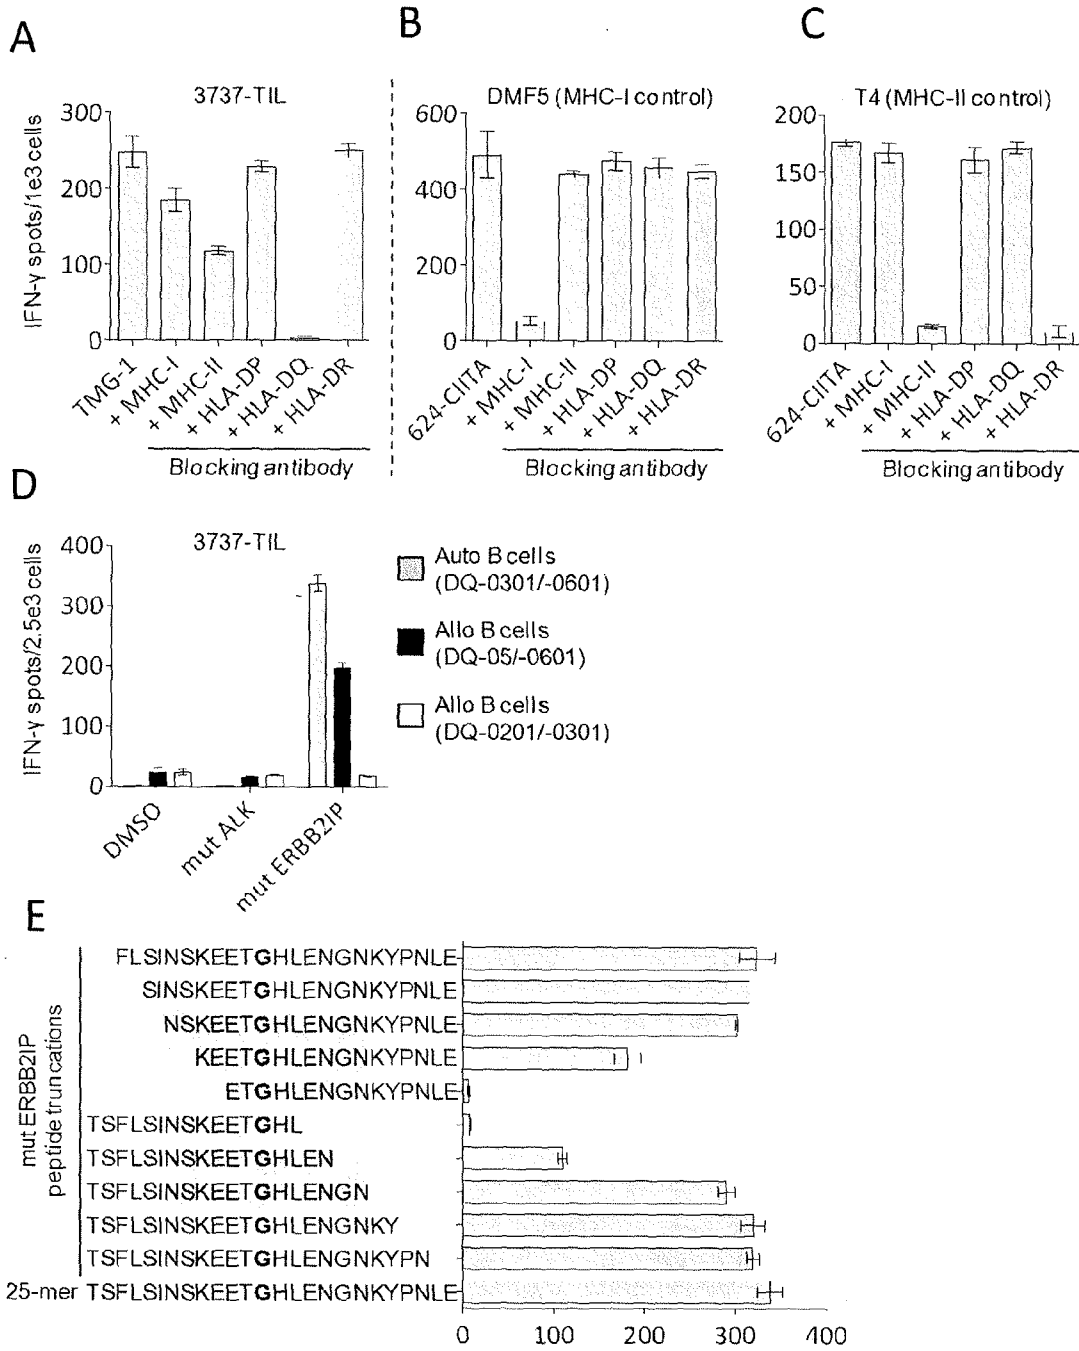 A
3737-TIL
IFN-γ spots/1e3 cells
300
200
100
0
TMG-1
+ MHC-I
+ MHC-II
+ HLA-DP
+ HLA-DQ
+ HLA-DR
Blocking antibody
B
DMF5 (MHC-I control)
600
400
200
0
624-CIITA
+ MHC-I
+ MHC-II
+ HLA-DP
+ HLA-DQ
+ HLA-DR
Blocking antibody
C
T4 (MHC-II control)
200
150
100
50
0
624-CIITA
+ MHC-I
+ MHC-II
+ HLA-DP
+ HLA-DQ
+ HLA-DR
Blocking antibody
D
3737-TIL
IFN-γ spots/2.5e3 cells
400
300
200
100
0
DMSO
mut ALK
mut ERBB2IP
Auto B cells
(DQ-0301/-0601)
Allo B cells
(DQ-05/-0601)
Allo B cells
(DQ-0201/-0301)
E
mut ERBB2IP
peptide truncations
FLSINSKEETGHLENGNKYPNLE
SINSKEETGHLENGNKYPNLE
NSKEETGHLENGNKYPNLE
KEETGHLENGNKYPNLE
ETGHLENGNKYPNLE
TSFLSINSKEETGHL
TSFLSINSKEETGHLEN
TSFLSINSKEETGHLENGN
TSFLSINSKEETGHLENGNKY
TSFLSINSKEETGHLENGNKYPN
25-mer TSFLSINSKEETGHLENGNKYPNLE
0 100 200 300 400